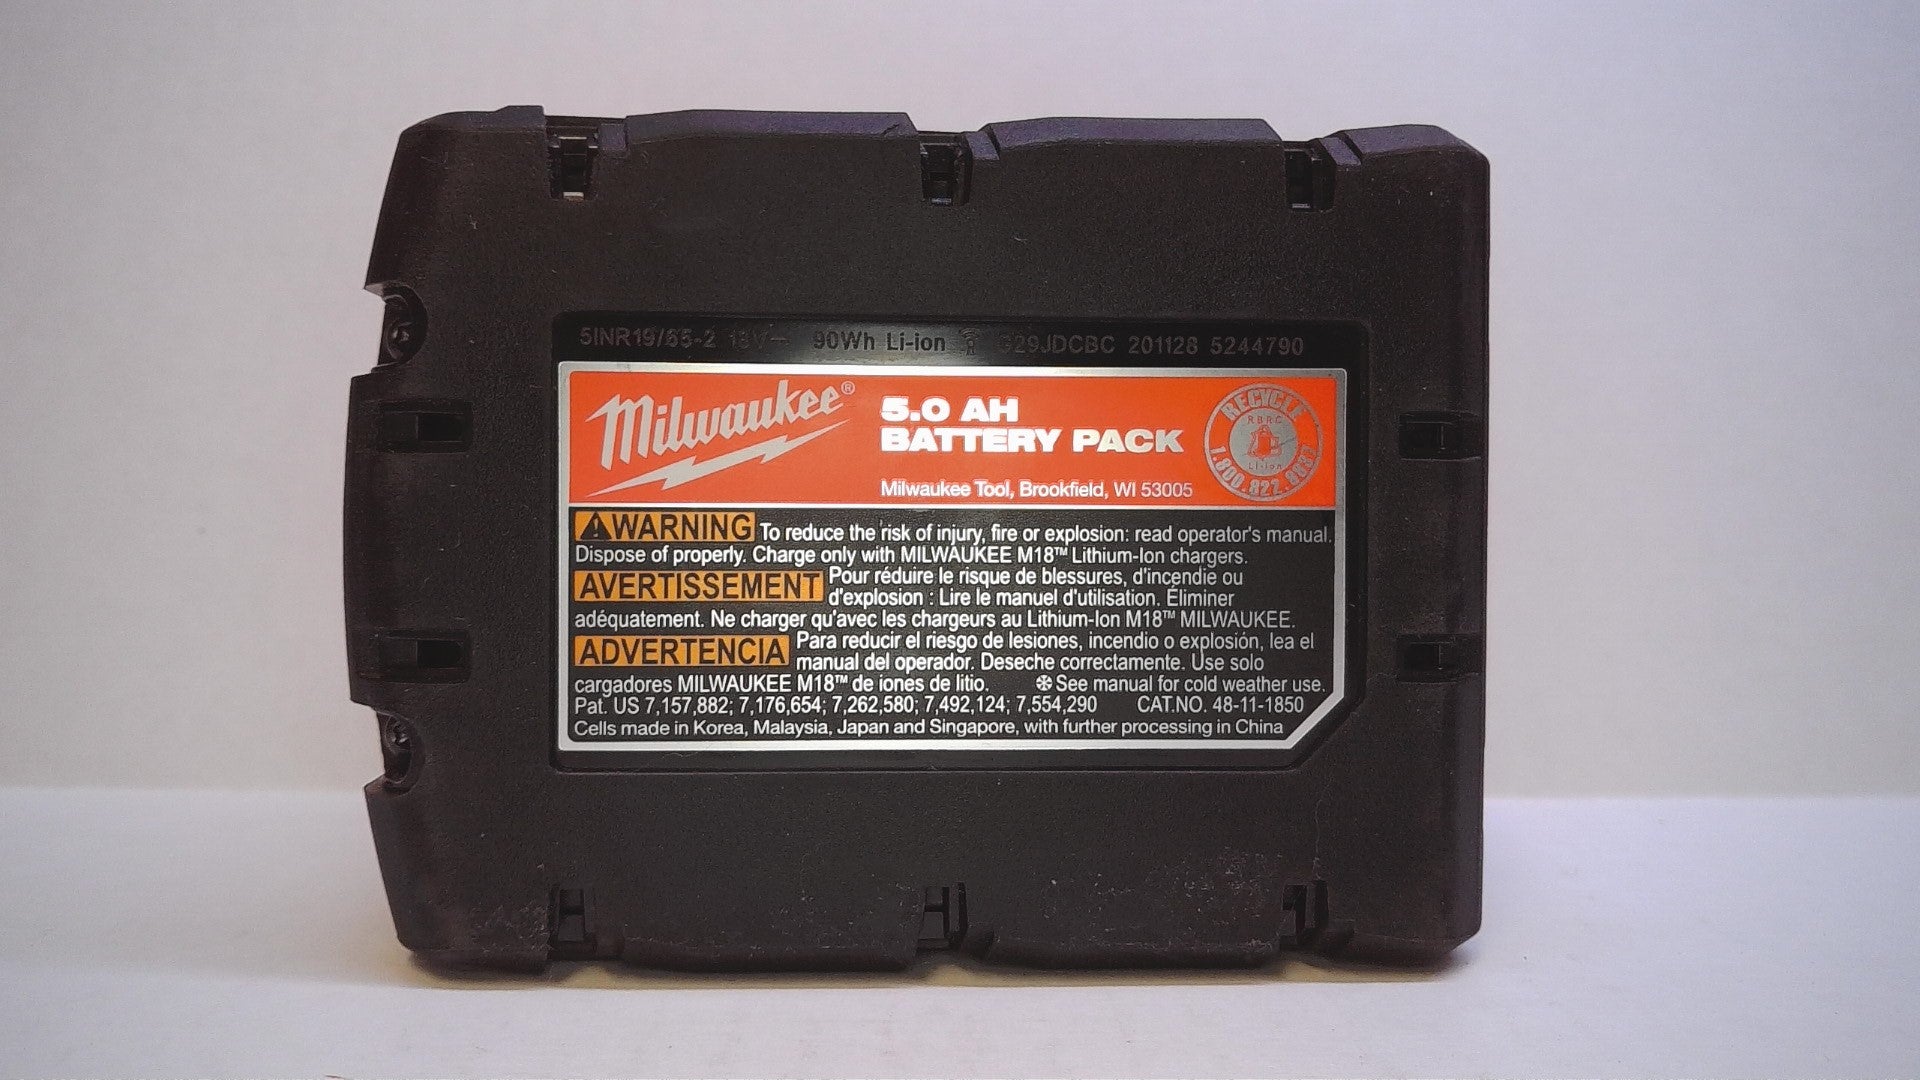 5INR19/65-2 18V 90Wh Li-ion G29JDCBC 201128 5244790
Milwaukee®
5.0 AH
BATTERY PACK
Milwaukee Tool, Brookfield, WI 53005
RECYCLE
RBRC
Li-ion
1.800.822.8837
WARNING To reduce the risk of injury, fire or explosion: read operator's manual.
Dispose of properly. Charge only with MILWAUKEE M18™ Lithium-Ion chargers.
AVERTISSEMENT Pour réduire le risque de blessures, d'incendie ou
d'explosion : Lire le manuel d'utilisation. Éliminer
adéquatement. Ne charger qu'avec les chargeurs au Lithium-Ion M18™ MILWAUKEE.
ADVERTENCIA Para reducir el riesgo de lesiones, incendio o explosión, lea el
manual del operador. Deseche correctamente. Use solo
cargadores MILWAUKEE M18™ de iones de litio. ❄ See manual for cold weather use.
Pat. US 7,157,882; 7,176,654; 7,262,580; 7,492,124; 7,554,290 CAT.NO. 48-11-1850
Cells made in Korea, Malaysia, Japan and Singapore, with further processing in China